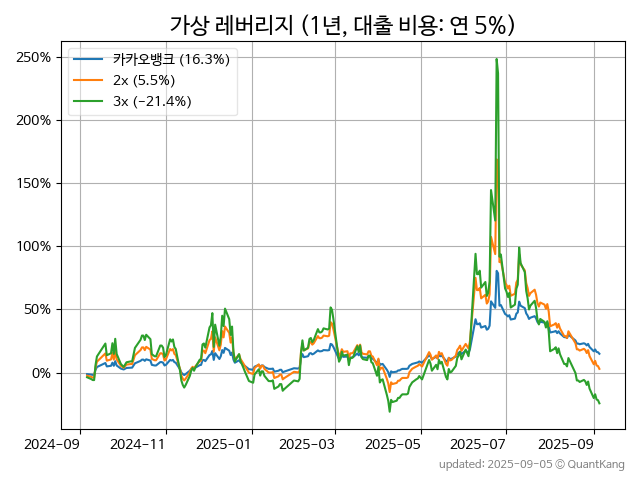 가상 레버리지 (1년, 대출 비용: 연 5%)
카카오뱅크 (16.3%)
2x (5.5%)
3x (-21.4%)
250%
200%
150%
100%
50%
0%
2024-09 2024-11 2025-01 2025-03 2025-05 2025-07 2025-09
updated: 2025-09-05 © QuantKang